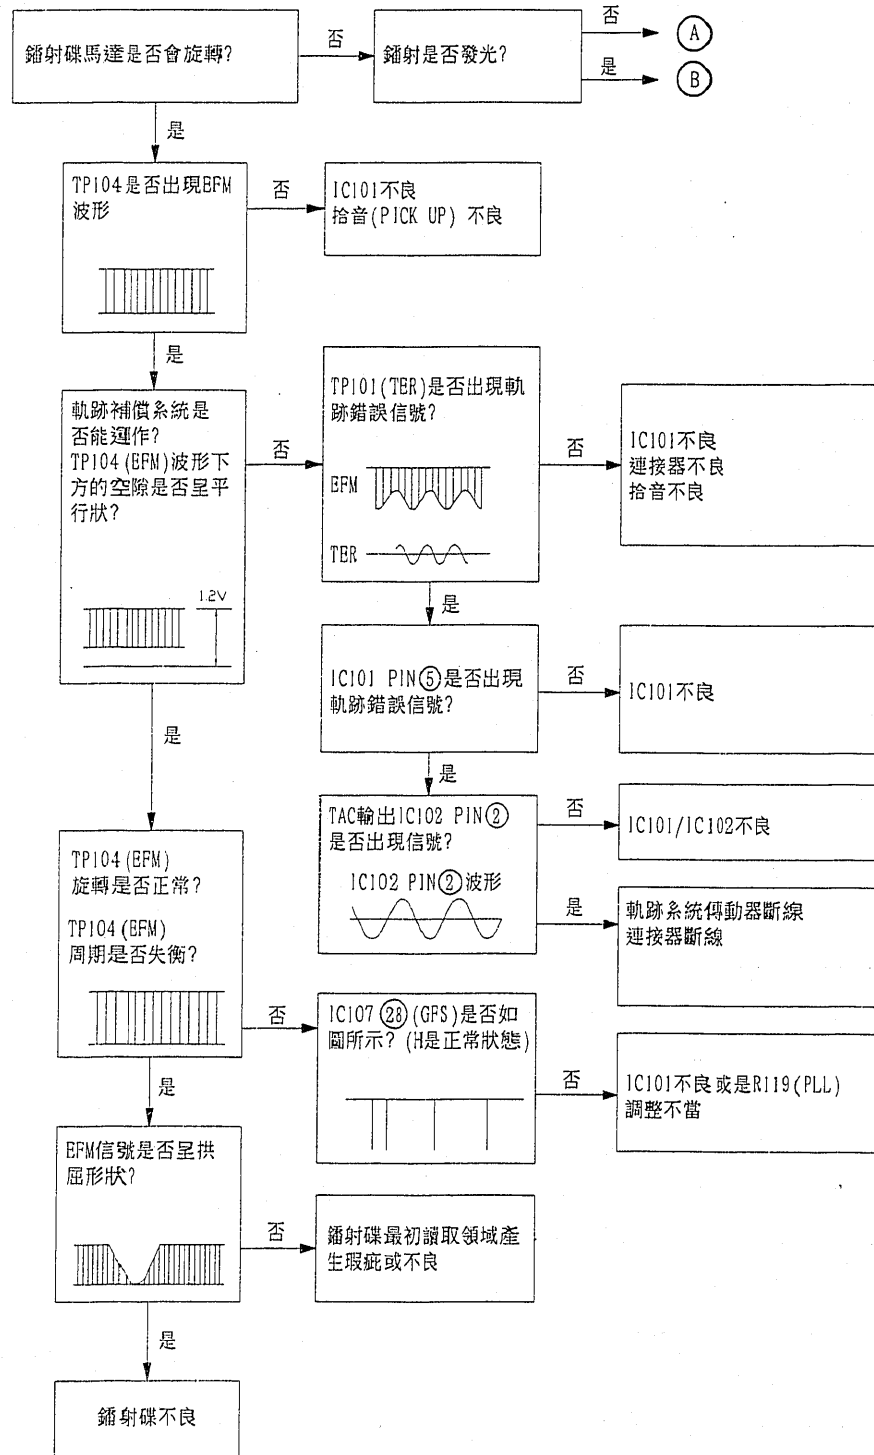 鐳射碟馬達是否會旋轉?
否
鐳射是否發光?
否
A
是
B
是
TP104是否出現EFM
波形
否
IC101不良
拾音(PICK UP) 不良
是
軌跡補償系統是
否能運作?
TP104(EFM)波形下
方的空隙是否呈平
行狀?
1.2V
否
TP101(TER)是否出現軌
跡錯誤信號?
EFM
TER
否
IC101不良
連接器不良
拾音不良
是
IC101 PIN⑤是否出現
軌跡錯誤信號?
否
IC101不良
是
TAC輸出IC102 PIN②
是否出現信號?
IC102 PIN②波形
否
IC101/IC102不良
是
軌跡系統傳動器斷線
連接器斷線
是
TP104(EFM)
旋轉是否正常?
TP104(EFM)
周期是否失衡?
否
IC107㉘(GFS)是否如
圖所示? (H是正常狀態)
否
IC101不良或是R119(PLL)
調整不當
是
EFM信號是否呈拱
屈形狀?
否
鐳射碟最初讀取領域產
生瑕疵或不良
是
鐳射碟不良